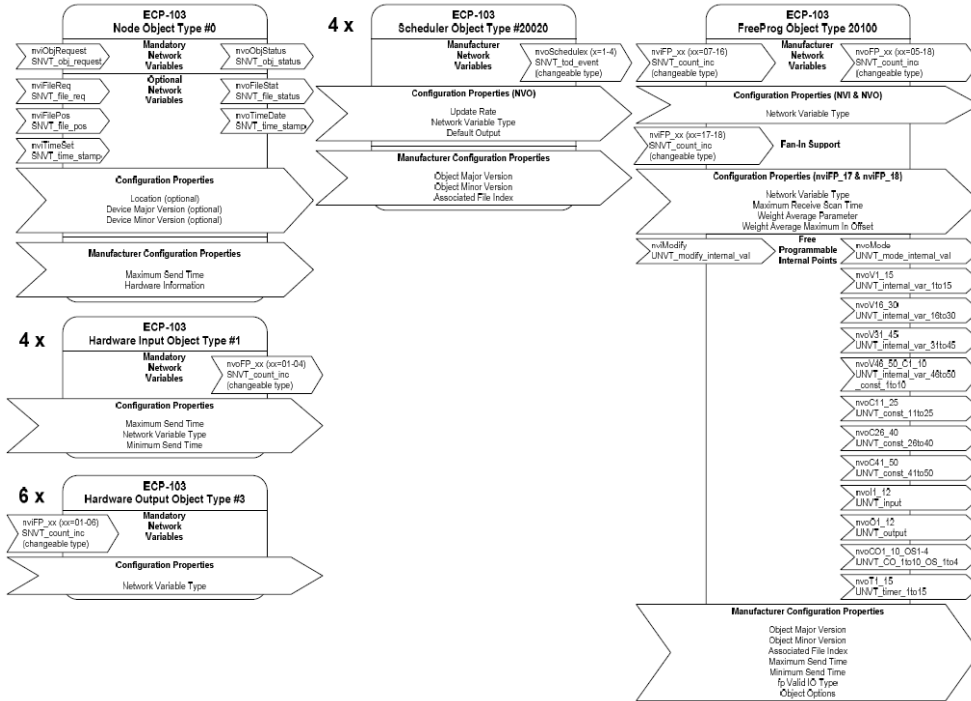 ECP-103
Node Object Type #0
nviObjRequest
SNVT_obj_request
Mandatory
Network
Variables
nvoObjStatus
SNVT_obj_status
nviFileReq
SNVT_file_req
Optional
Network
Variables
nvoFileStat
SNVT_file_status
nviFilePos
SNVT_file_pos
nvoTimeDate
SNVT_time_stamp
nviTimeSet
SNVT_time_stamp
Configuration Properties
Location (optional)
Device Major Version (optional)
Device Minor Version (optional)
Manufacturer Configuration Properties
Maximum Send Time
Hardware Information
4 x
ECP-103
Hardware Input Object Type #1
Mandatory
Network
Variables
nvoFP_xx (xx=01-04)
SNVT_count_inc
(changeable type)
Configuration Properties
Maximum Send Time
Network Variable Type
Minimum Send Time
6 x
ECP-103
Hardware Output Object Type #3
nviFP_xx (xx=01-06)
SNVT_count_inc
(changeable type)
Mandatory
Network
Variables
Configuration Properties
Network Variable Type
4 x
ECP-103
Scheduler Object Type #20020
Manufacturer
Network
Variables
nvoSchedulex (x=1-4)
SNVT_tod_event
(changeable type)
Configuration Properties (NVO)
Update Rate
Network Variable Type
Default Output
Manufacturer Configuration Properties
Object Major Version
Object Minor Version
Associated File Index
ECP-103
FreeProg Object Type 20100
nviFP_xx (xx=07-16)
SNVT_count_inc
(changeable type)
Manufacturer
Network
Variables
nvoFP_xx (xx=05-18)
SNVT_count_inc
(changeable type)
Configuration Properties (NVI & NVO)
Network Variable Type
nviFP_xx (xx=17-18)
SNVT_count_inc
(changeable type)
Fan-In Support
Configuration Properties (nviFP_17 & nviFP_18)
Network Variable Type
Maximum Receive Scan Time
Weight Average Parameter
Weight Average Maximum In Offset
nviModify
UNVT_modify_internal_val
Free
Programmable
Internal Points
nvoMode
UNVT_mode_internal_val
nvoV1_15
UNVT_internal_var_1to15
nvoV16_30
UNVT_internal_var_16to30
nvoV31_45
UNVT_internal_var_31to45
nvoV46_50_C1_10
UNVT_internal_var_46to50
_const_1to10
nvoC11_25
UNVT_const_11to25
nvoC26_40
UNVT_const_26to40
nvoC41_50
UNVT_const_41to50
nvoI1_12
UNVT_input
nvoO1_12
UNVT_output
nvoCO1_10_OS1-4
UNVT_CO_1to10_OS_1to4
nvoT1_15
UNVT_timer_1to15
Manufacturer Configuration Properties
Object Major Version
Object Minor Version
Associated File Index
Maximum Send Time
Minimum Send Time
fp Valid IO Type
Object Options